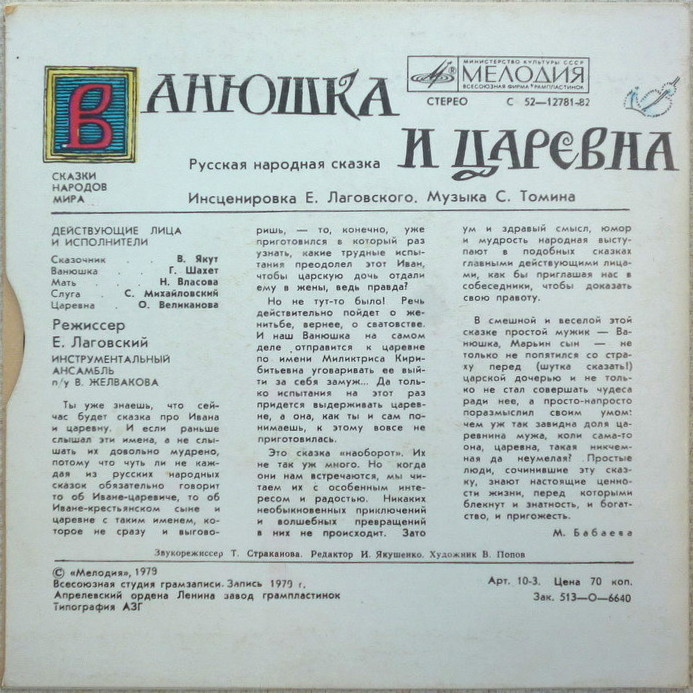 ВАНЮШКА
И ЦАРЕВНА
МИНИСТЕРСТВО КУЛЬТУРЫ СССР
МЕЛОДИЯ
ВСЕСОЮЗНАЯ ФИРМА ГРАМПЛАСТИНОК
СТЕРЕО С 52—12781-82
Русская народная сказка
Инсценировка Е. Лаговского. Музыка С. Томина
СКАЗКИ
НАРОДОВ
МИРА
ДЕЙСТВУЮЩИЕ ЛИЦА
И ИСПОЛНИТЕЛИ
Сказочник . . В. Якут
Ванюшка . . Г. Шахет
Мать . . Н. Власова
Слуга . С. Михайловский
Царевна . О. Великанова
Режиссер
Е. Лаговский
ИНСТРУМЕНТАЛЬНЫЙ
АНСАМБЛЬ
п/у В. ЖЕЛВАКОВА
Ты уже знаешь, что сей-
час будет сказка про Ивана
и царевну. И если раньше
слышал эти имена, а не слы-
шать их довольно мудрено,
потому что чуть ли не каж-
дая из русских народных
сказок обязательно говорит
то об Иване-царевиче, то об
Иване-крестьянском сыне и
царевне с таким именем, ко-
торое не сразу и выгово-
ришь, — то, конечно, уже
приготовился в который раз
узнать, какие трудные испы-
тания преодолел этот Иван,
чтобы царскую дочь отдали
ему в жены, ведь правда?
Но не тут-то было! Речь
действительно пойдет о же-
нитьбе, вернее, о сватовстве.
И наш Ванюшка на самом
деле отправится к царевне
по имени Миликтриса Кири-
битьевна уговаривать ее вый-
ти за себя замуж... Да толь-
ко испытания на этот раз
придется выдерживать царев-
не, а она, как ты и сам по-
нимаешь, к этому вовсе не
приготовилась.
Это сказка «наоборот». Их
не так уж много. Но когда
они нам встречаются, мы чи-
таем их с особенным инте-
ресом и радостью. Никаких
необыкновенных приключений
и волшебных превращений
в них не происходит. Зато
ум и здравый смысл, юмор
и мудрость народная высту-
пают в подобных сказках
главными действующими лица-
ми, как бы приглашая нас в
собеседники, чтобы доказать
свою правоту.
В смешной и веселой этой
сказке простой мужик — Ва-
нюшка, Марьин сын — не
только не попятился со стра-
ху перед (шутка сказать!)
царской дочерью и не толь-
ко не стал совершать чудеса
ради нее, а просто-напросто
поразмыслил своим умом:
чем уж так завидна доля ца-
ревнина мужа, коли сама-то
она, царевна, такая никчем-
ная да неумелая? Простые
люди, сочинившие эту сказ-
ку, знают настоящие ценно-
сти жизни, перед которыми
блекнут и знатность, и богат-
ство, и пригожесть.
М. Бабаева
Звукорежиссер Т. Страканова. Редактор И. Якушенко. Художник В. Попов
© «Мелодия», 1979
Всесоюзная студия грамзаписи. Запись 1979 г.
Апрелевский ордена Ленина завод грампластинок
Типография АЗГ
Арт. 10-3. Цена 70 коп.
Зак. 513—О—6640